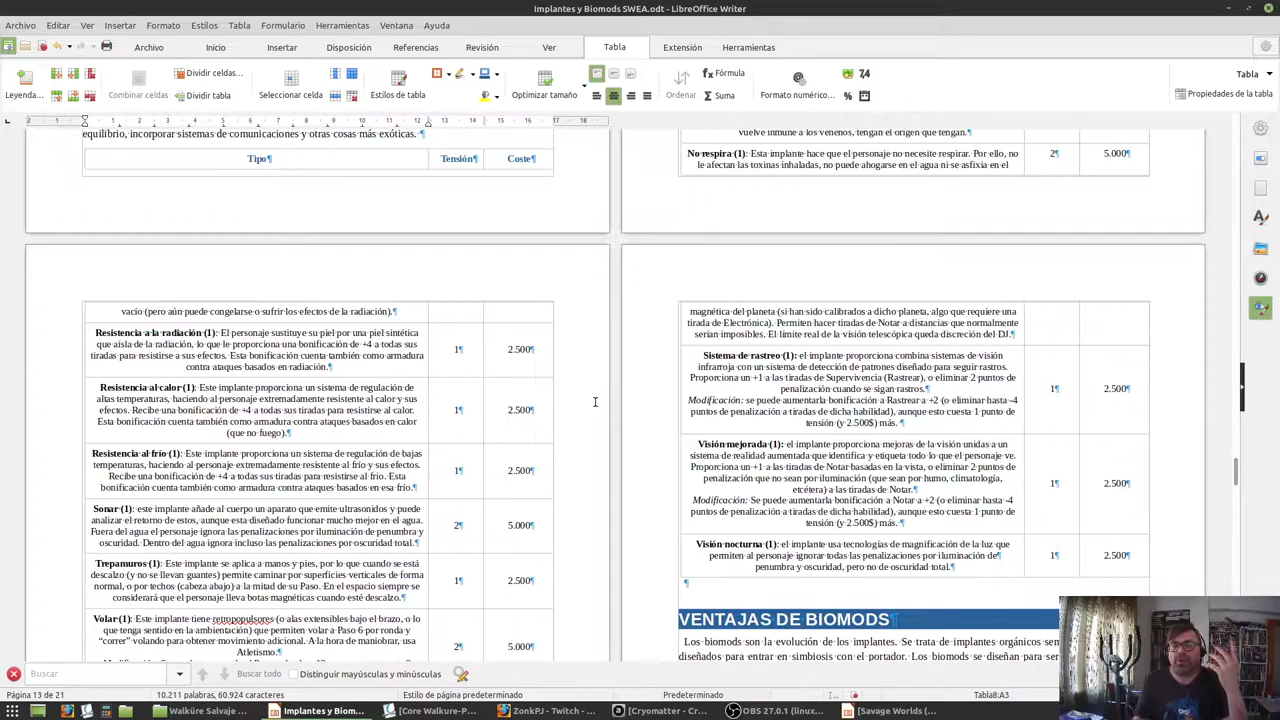 Implantes y Biomods SWEA.odt - LibreOffice Writer
Archivo Editar Ver Insertar Formato Estilos Tabla Formulario Herramientas Ventana Ayuda
Archivo Inicio Insertar Disposición Referencias Revisión Ver Tabla Extensión Herramientas
Tabla
Dividir celdas... Fórmula
Leyenda... Combinar celdas Dividir tabla Seleccionar celda Estilos de tabla Optimizar tamaño Ordenar Suma Formato numérico... Propiedades de la tabla
2 1 1 2 3 4 5 6 7 8 9 10 11 12 13 14 15 16 17 18
equilibrio, incorporar sistemas de comunicaciones y otras cosas más exóticas.¶
Tipo¶ Tensión¶ Coste¶
vuelve inmune a los venenos, tengan el origen que tengan.¶
No respira (1): Esta implante hace que el personaje no necesite respirar. Por ello, no 2¶ 5.000¶
le afectan las toxinas inhaladas, no puede ahogarse en el agua ni se asfixia en el
vacío (pero aún puede congelarse o sufrir los efectos de la radiación).¶
Resistencia a la radiación (1): El personaje sustituye su piel por una piel sintética
que aísla de la radiación, lo que le proporciona una bonificación de +4 a todas sus
tiradas para resistirse a sus efectos. Esta bonificación cuenta también como armadura
contra ataques basados en radiación.¶
1¶ 2.500¶
Resistencia al calor (1): Este implante proporciona un sistema de regulación de
altas temperaturas, haciendo al personaje extremadamente resistente al calor y sus
efectos. Recibe una bonificación de +4 a todas sus tiradas para resistirse al calor.
Esta bonificación cuenta también como armadura contra ataques basados en calor
(que no fuego).¶
1¶ 2.500¶
Resistencia al frío (1): Este implante proporciona un sistema de regulación de bajas
temperaturas, haciendo al personaje extremadamente resistente al frío y sus efectos.
Recibe una bonificación de +4 a todas sus tiradas para resistirse al frío. Esta
bonificación cuenta también como armadura contra ataques basados en esa frío.¶
1¶ 2.500¶
Sonar (1): este implante añade al cuerpo un aparato que emite ultrasonidos y puede
analizar el retorno de estos, aunque esta diseñado funcionar mucho mejor en el agua.
Fuera del agua el personaje ignora las penalizaciones por iluminación de penumbra y
oscuridad. Dentro del agua ignora incluso las penalizaciones por oscuridad total.¶
2¶ 5.000¶
Trepamuros (1): Este implante se aplica a manos y pies, por lo que cuando se está
descalzo (y no se llevan guantes) permite caminar por superficies verticales de forma
normal, o por techos (cabeza abajo) a la mitad de su Paso. En el espacio siempre se
considerará que el personaje lleva botas magnéticas cuando esté descalzo.¶
1¶ 2.500¶
Volar (1): Este implante tiene retropulsores (o alas extensibles bajo el brazo, o lo
que tenga sentido en la ambientación) que permiten volar a Paso 6 por ronda y
“correr” volando para obtener movimiento adicional. A la hora de maniobrar, usa
Atletismo.¶
2¶ 5.000¶
magnética del planeta (si han sido calibrados a dicho planeta, algo que requiere una
tirada de Electrónica). Permiten hacer tiradas de Notar a distancias que normalmente
serían imposibles. El límite real de la visión telescópica queda discreción del DJ.¶
Sistema de rastreo (1): el implante proporciona combina sistemas de visión
infrarroja con un sistema de detección de patrones diseñado para seguir rastros.
Proporciona un +1 a las tiradas de Supervivencia (Rastrear), o eliminar 2 puntos de
penalización cuando se sigan rastros.¶
Modificación: se puede aumentarla bonificación a Rastrear a +2 (o eliminar hasta -4
puntos de penalización a tiradas de dicha habilidad), aunque esto cuesta 1 punto de
tensión (y 2.500$) más. ¶
1¶ 2.500¶
Visión mejorada (1): el implante proporciona mejoras de la visión unidas a un
sistema de realidad aumentada que identifica y etiqueta todo lo que el personaje ve.
Proporciona un +1 a las tiradas de Notar basadas en la vista, o eliminar 2 puntos de
penalización que no sean por iluminación (que sean por humo, climatología,
etcétera) a las tiradas de Notar.¶
Modificación: Se puede aumentarla bonificación a Notar a +2 (o eliminar hasta -4
puntos de penalización a dichas tiradas), aunque esto cuesta 1 punto de tensión
(y 2.500$) más. ¶
1¶ 2.500¶
Visión nocturna (1): el implante usa tecnologías de magnificación de la luz que
permiten al personaje ignorar todas las penalizaciones por iluminación de¶
penumbra y oscuridad, pero no de oscuridad total.¶
1¶ 2.500¶
¶
VENTAJAS DE BIOMODS¶
Los biomods son la evolución de los implantes. Se trata de implantes orgánicos
diseñados para entrar en simbiosis con el portador. Los biomods se diseñan para
Buscar Buscar todo Distinguir mayúsculas y minúsculas
Página 13 de 21 10.211 palabras, 60.924 caracteres Estilo de página predeterminado Predeterminado Tabla8:A3
Walküre Salvaje Implantes y Biom... [Core Walkure-P... ZonkPJ - Twitch - ... [Cryomatter - Cr... OBS 27.0.1 (linux... [Savage Worlds (...